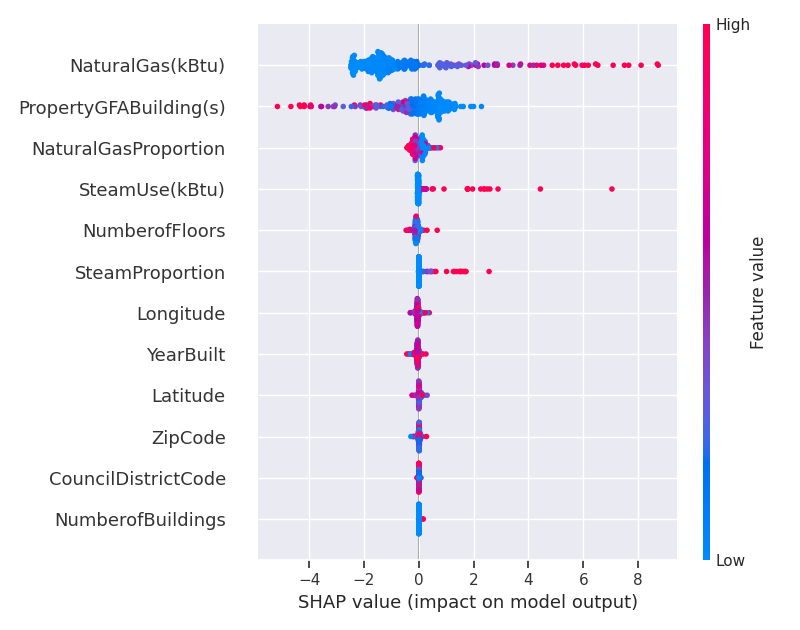 High
NaturalGas(kBtu)
PropertyGFABuilding(s)
NaturalGasProportion
SteamUse(kBtu)
NumberofFloors
SteamProportion
Longitude
YearBuilt
Latitude
ZipCode
CouncilDistrictCode
NumberofBuildings
Feature value
Low
−4 −2 0 2 4 6 8
SHAP value (impact on model output)